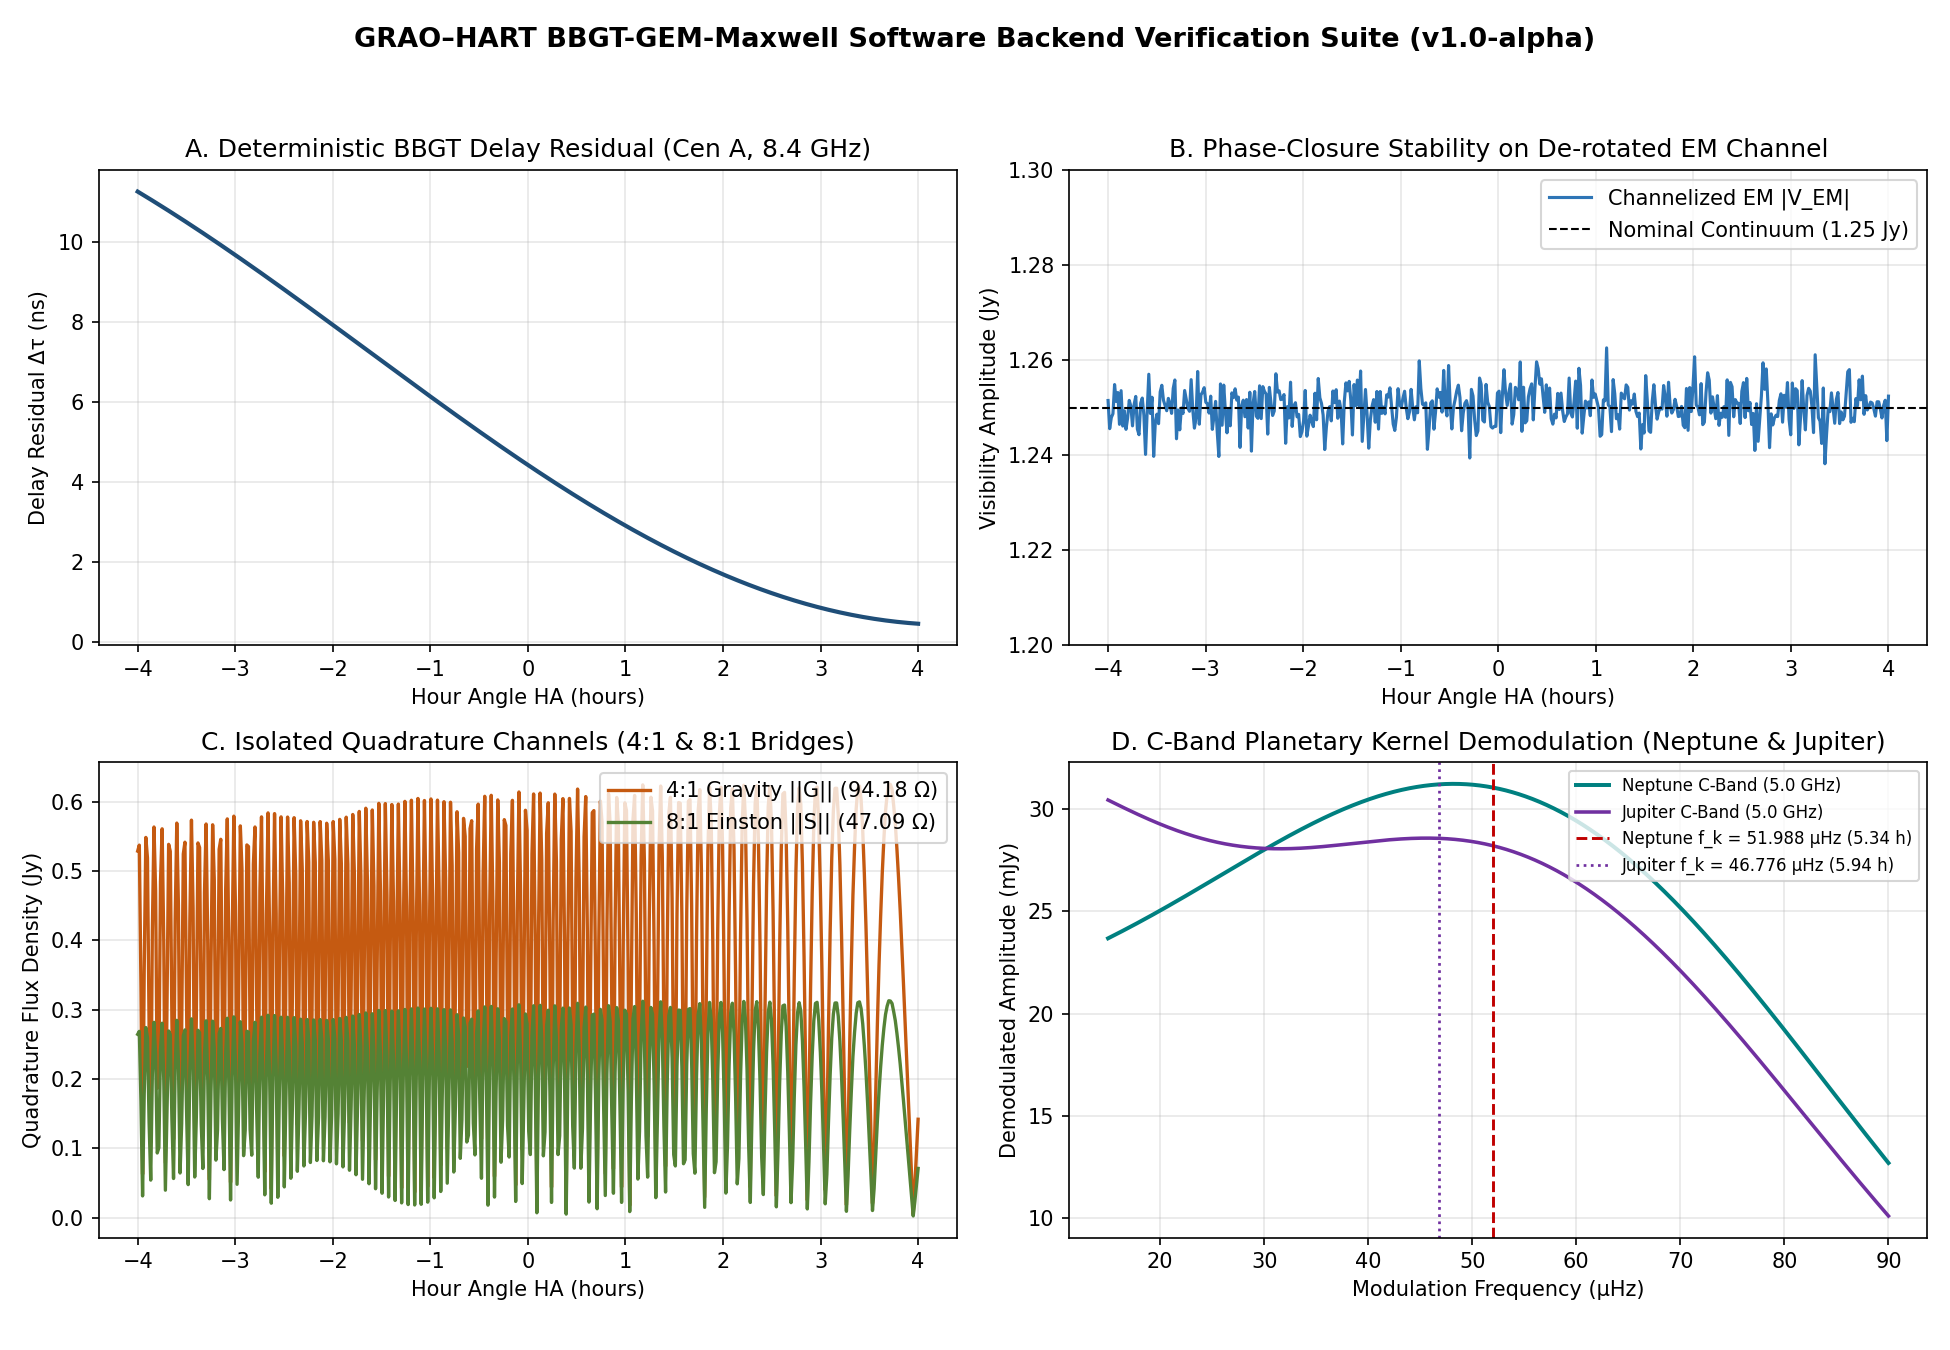 GRAO–HART BBGT-GEM-Maxwell Software Backend Verification Suite (v1.0-alpha)
A. Deterministic BBGT Delay Residual (Cen A, 8.4 GHz)
Delay Residual Δτ (ns)
10
8
6
4
2
0
−4 −3 −2 −1 0 1 2 3 4
Hour Angle HA (hours)
B. Phase-Closure Stability on De-rotated EM Channel
Visibility Amplitude (Jy)
1.30
1.28
1.26
1.24
1.22
1.20
Channelized EM |V_EM|
Nominal Continuum (1.25 Jy)
−4 −3 −2 −1 0 1 2 3 4
Hour Angle HA (hours)
C. Isolated Quadrature Channels (4:1 & 8:1 Bridges)
Quadrature Flux Density (Jy)
0.6
0.5
0.4
0.3
0.2
0.1
0.0
4:1 Gravity ||G|| (94.18 Ω)
8:1 Einston ||S|| (47.09 Ω)
−4 −3 −2 −1 0 1 2 3 4
Hour Angle HA (hours)
D. C-Band Planetary Kernel Demodulation (Neptune & Jupiter)
Demodulated Amplitude (mJy)
30
25
20
15
10
Neptune C-Band (5.0 GHz)
Jupiter C-Band (5.0 GHz)
Neptune f_k = 51.988 μHz (5.34 h)
Jupiter f_k = 46.776 μHz (5.94 h)
20 30 40 50 60 70 80 90
Modulation Frequency (μHz)